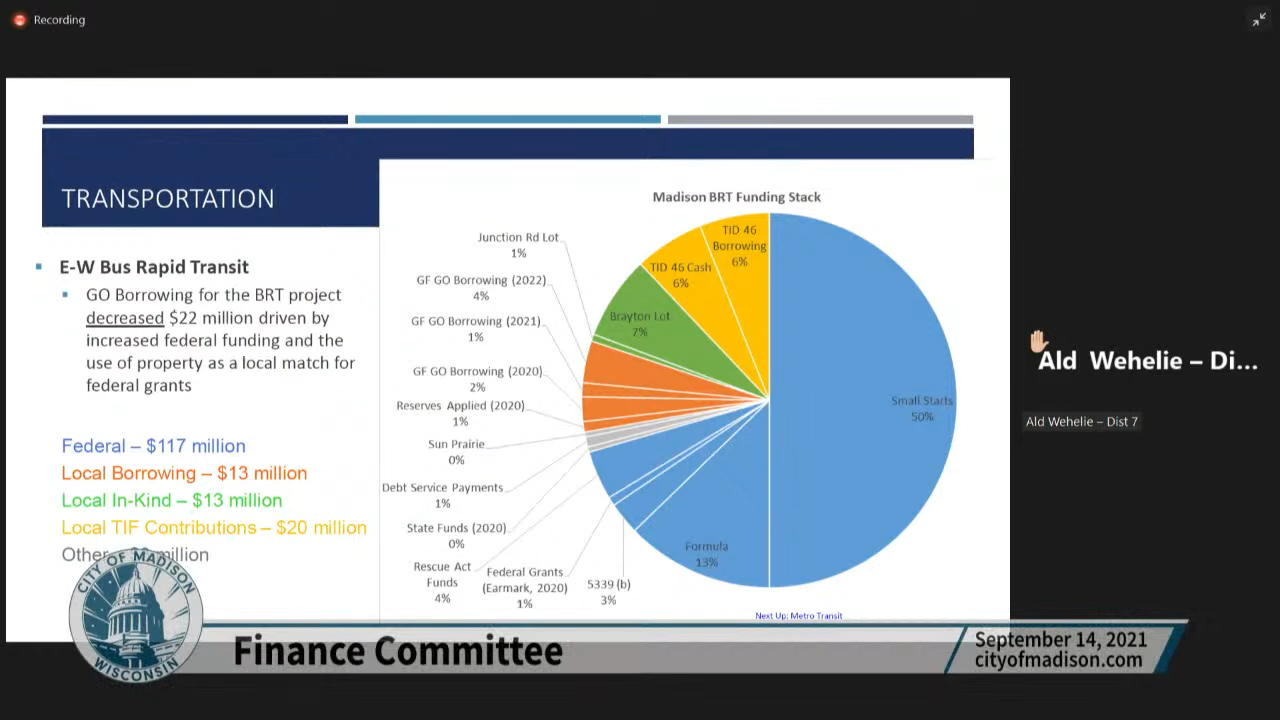 Recording
TRANSPORTATION
E-W Bus Rapid Transit
GO Borrowing for the BRT project
decreased $22 million driven by
increased federal funding and the
use of property as a local match for
federal grants
Federal – $117 million
Local Borrowing – $13 million
Local In-Kind – $13 million
Local TIF Contributions – $20 million
Other
million
Madison BRT Funding Stack
Junction Rd Lot
1%
GF GO Borrowing (2022)
4%
GF GO Borrowing (2021)
1%
GF GO Borrowing (2020)
2%
Reserves Applied (2020)
1%
Sun Prairie
0%
Debt Service Payments
1%
State Funds (2020)
0%
Rescue Act
Funds
4%
Federal Grants
(Earmark, 2020)
1%
5339 (b)
3%
Formula
13%
Small Starts
50%
TID 46
Borrowing
6%
TID 46 Cash
6%
Brayton Lot
7%
Next Up: Metro Transit
Ald Wehelie – Di...
Ald Wehelie – Dist 7
CITY OF MADISON
WISCONSIN
Finance Committee
September 14, 2021
cityofmadison.com